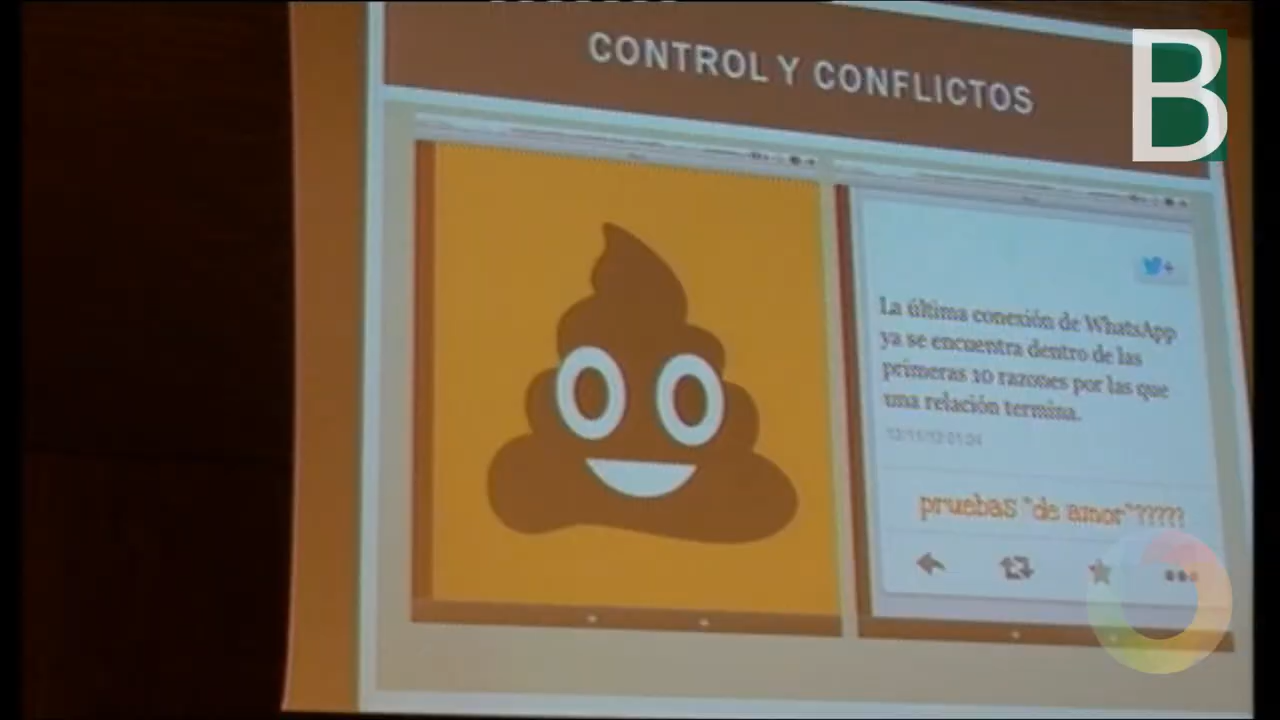 CONTROL Y CONFLICTOS
B
La última conexión de WhatsApp
ya se encuentra dentro de las
primeras 10 razones por las que
una relación termina.
pruebas "de amor"?????